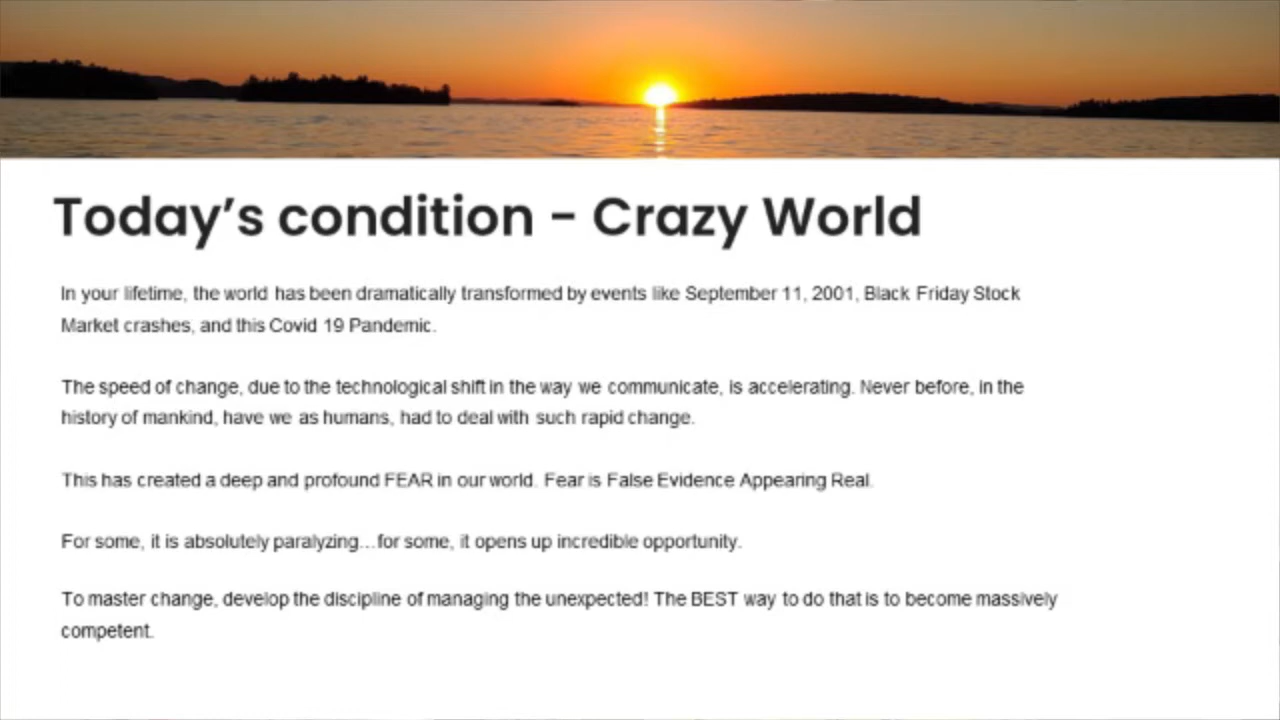 Today's condition - Crazy World
In your lifetime, the world has been dramatically transformed by events like September 11, 2001, Black Friday Stock
Market crashes, and this Covid 19 Pandemic.
The speed of change, due to the technological shift in the way we communicate, is accelerating. Never before, in the
history of mankind, have we as humans, had to deal with such rapid change.
This has created a deep and profound FEAR in our world. Fear is False Evidence Appearing Real.
For some, it is absolutely paralyzing...for some, it opens up incredible opportunity.
To master change, develop the discipline of managing the unexpected! The BEST way to do that is to become massively
competent.